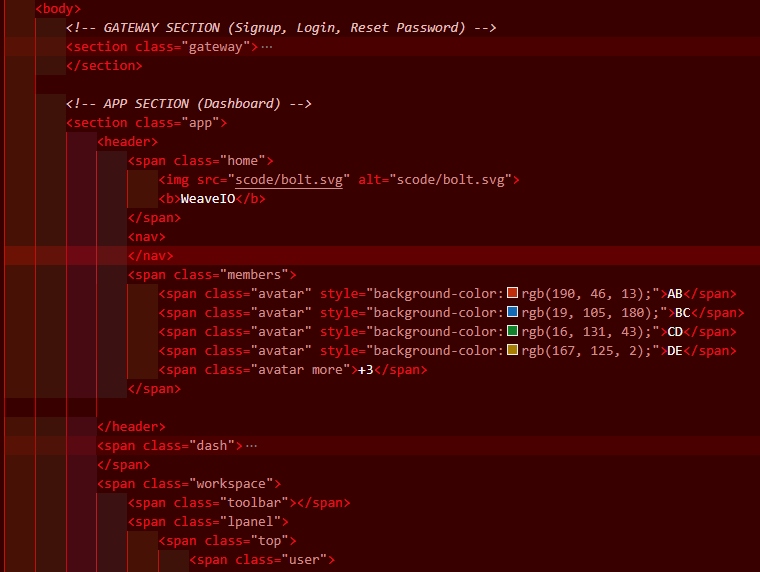 <body>
<!-- GATEWAY SECTION (Signup, Login, Reset Password) -->
<section class="gateway">⋯
</section>
<!-- APP SECTION (Dashboard) -->
<section class="app">
<header>
<span class="home">
<img src="scode/bolt.svg" alt="scode/bolt.svg">
<b>WeaveIO</b>
</span>
<nav>
</nav>
<span class="members">
<span class="avatar" style="background-color:rgb(190, 46, 13);">AB</span>
<span class="avatar" style="background-color:rgb(19, 105, 180);">BC</span>
<span class="avatar" style="background-color:rgb(16, 131, 43);">CD</span>
<span class="avatar" style="background-color:rgb(167, 125, 2);">DE</span>
<span class="avatar more">+3</span>
</span>
</header>
<span class="dash">⋯
</span>
<span class="workspace">
<span class="toolbar"></span>
<span class="lpanel">
<span class="top">
<span class="user">